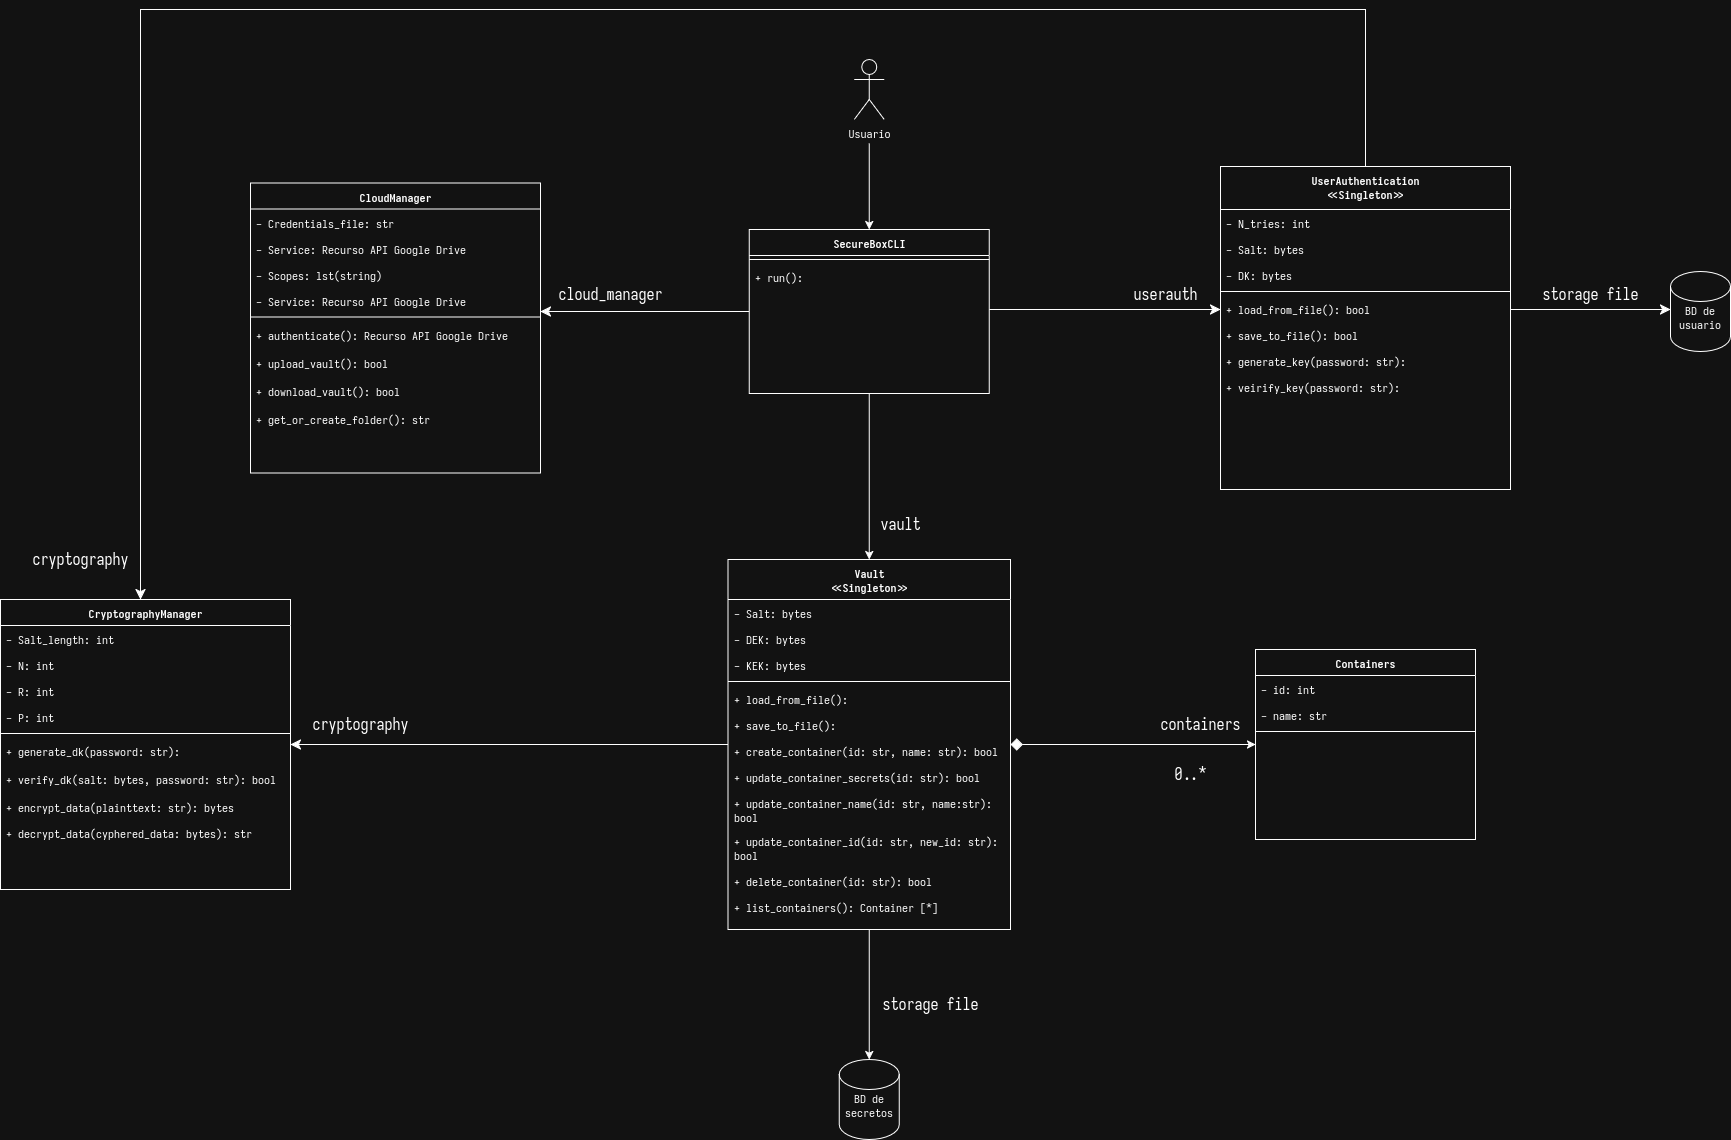 Usuario
CloudManager
- Credentials_file: str
- Service: Recurso API Google Drive
- Scopes: lst(string)
- Service: Recurso API Google Drive
+ authenticate(): Recurso API Google Drive
+ upload_vault(): bool
+ download_vault(): bool
+ get_or_create_folder(): str
cloud_manager
SecureBoxCLI
+ run():
userauth
UserAuthentication
<<Singleton>>
- N_tries: int
- Salt: bytes
- DK: bytes
+ load_from_file(): bool
+ save_to_file(): bool
+ generate_key(password: str):
+ veirify_key(password: str):
storage file
BD de
usuario
vault
cryptography
CryptographyManager
- Salt_length: int
- N: int
- R: int
- P: int
+ generate_dk(password: str):
+ verify_dk(salt: bytes, password: str): bool
+ encrypt_data(plainttext: str): bytes
+ decrypt_data(cyphered_data: bytes): str
cryptography
Vault
<<Singleton>>
- Salt: bytes
- DEK: bytes
- KEK: bytes
+ load_from_file():
+ save_to_file():
+ create_container(id: str, name: str): bool
+ update_container_secrets(id: str): bool
+ update_container_name(id: str, name:str):
bool
+ update_container_id(id: str, new_id: str):
bool
+ delete_container(id: str): bool
+ list_containers(): Container [*]
containers
0..*
Containers
- id: int
- name: str
storage file
BD de
secretos